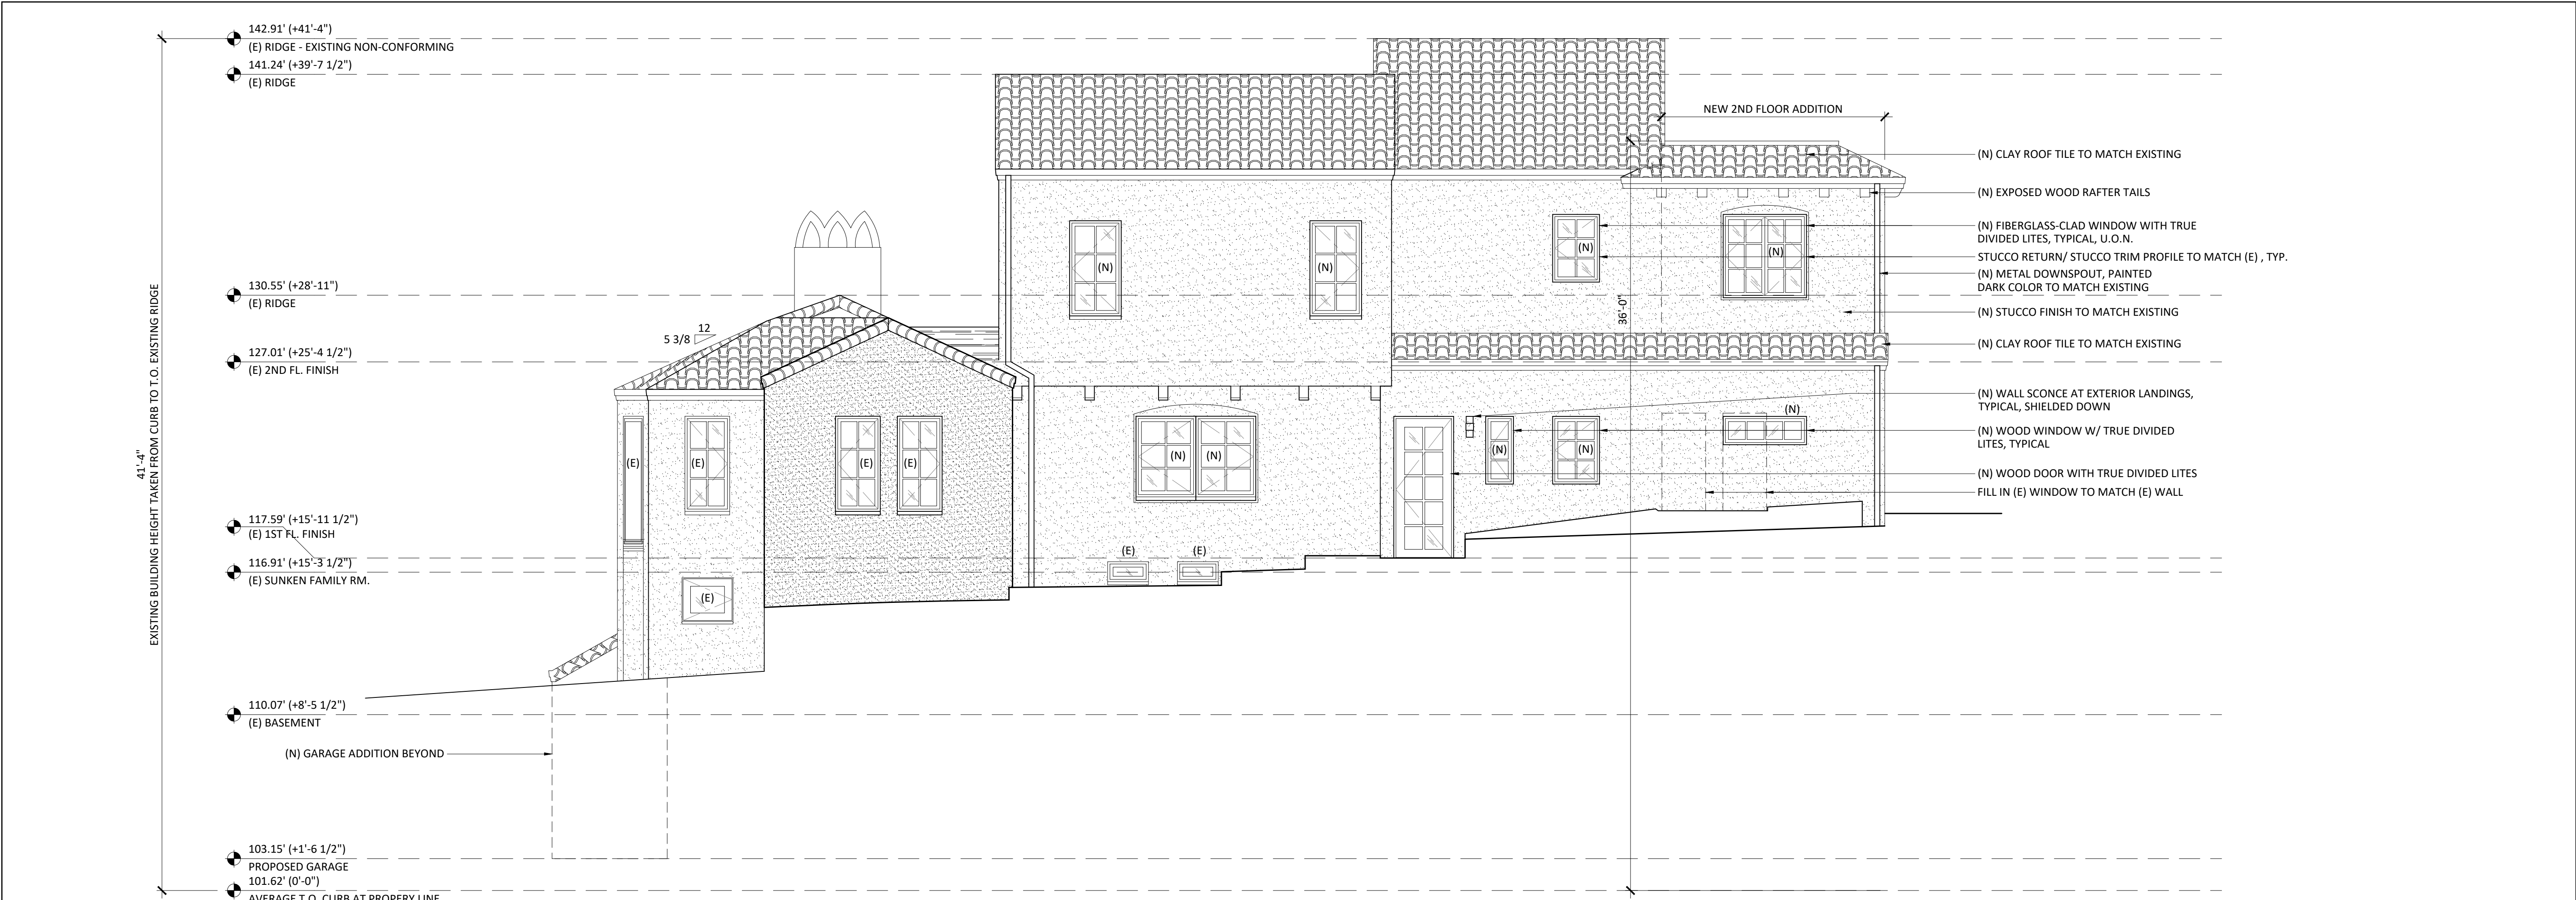 142.91' (+41'-4")
(E) RIDGE - EXISTING NON-CONFORMING
141.24' (+39'-7 1/2")
(E) RIDGE
NEW 2ND FLOOR ADDITION
(N) CLAY ROOF TILE TO MATCH EXISTING
(N) EXPOSED WOOD RAFTER TAILS
(N) FIBERGLASS-CLAD WINDOW WITH TRUE
DIVIDED LITES, TYPICAL, U.O.N.
STUCCO RETURN/ STUCCO TRIM PROFILE TO MATCH (E) , TYP.
(N) METAL DOWNSPOUT, PAINTED
DARK COLOR TO MATCH EXISTING
(N) STUCCO FINISH TO MATCH EXISTING
(N) CLAY ROOF TILE TO MATCH EXISTING
(N) WALL SCONCE AT EXTERIOR LANDINGS,
TYPICAL, SHIELDED DOWN
(N) WOOD WINDOW W/ TRUE DIVIDED
LITES, TYPICAL
(N) WOOD DOOR WITH TRUE DIVIDED LITES
FILL IN (E) WINDOW TO MATCH (E) WALL
(N)
(N)
(N)
(N)
130.55' (+28'-11")
(E) RIDGE
36'-0"
12
5 3/8
127.01' (+25'-4 1/2")
(E) 2ND FL. FINISH
41'-4"
EXISTING BUILDING HEIGHT TAKEN FROM CURB TO T.O. EXISTING RIDGE
(N)
(E)
(E)
(E)
(E)
(N)
(N)
(N)
(N)
117.59' (+15'-11 1/2")
(E) 1ST FL. FINISH
(E)
(E)
116.91' (+15'-3 1/2")
(E) SUNKEN FAMILY RM.
(E)
110.07' (+8'-5 1/2")
(E) BASEMENT
(N) GARAGE ADDITION BEYOND
103.15' (+1'-6 1/2")
PROPOSED GARAGE
101.62' (0'-0")
AVERAGE T.O. CURB AT PROPERY LINE